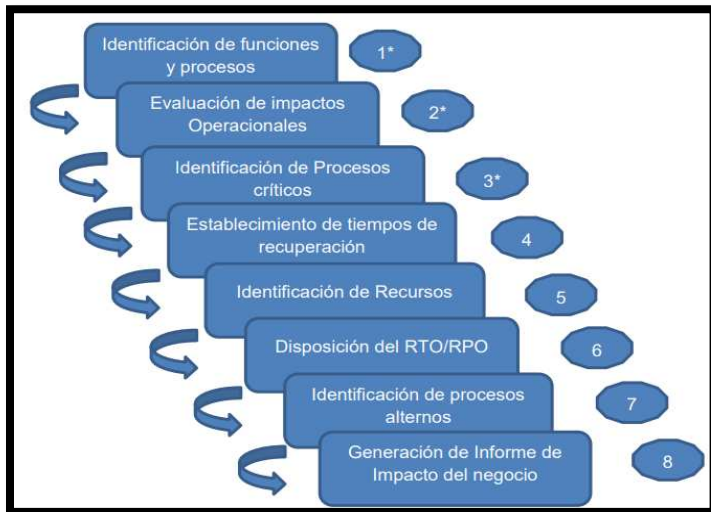 Identificación de funciones
y procesos
1*
Evaluación de impactos
Operacionales
2*
Identificación de Procesos
críticos
3*
Establecimiento de tiempos de
recuperación
4
Identificación de Recursos
5
Disposición del RTO/RPO
6
Identificación de procesos
alternos
7
Generación de Informe de
Impacto del negocio
8